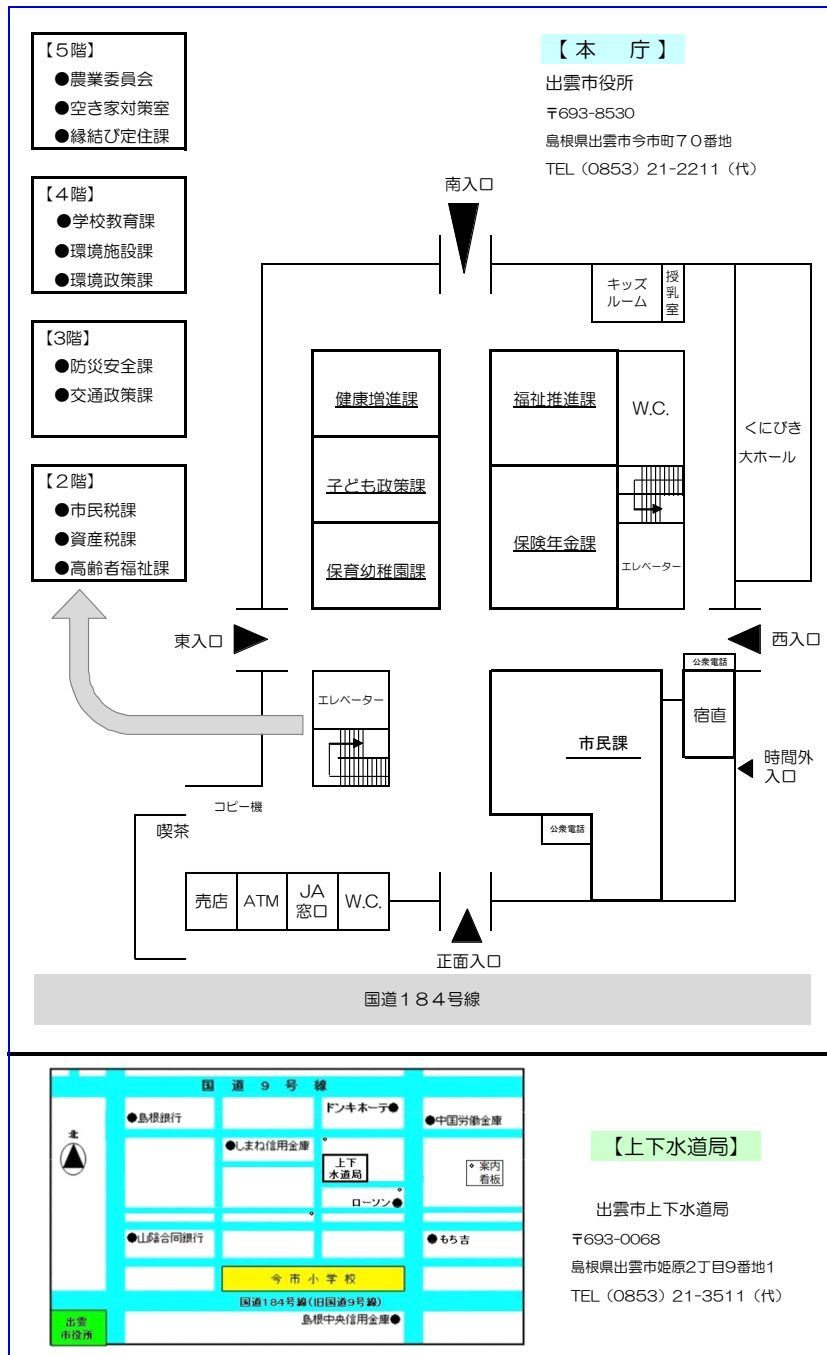 【5階】
●農業委員会
●空き家対策室
●縁結び定住課
【本 庁】
出雲市役所
〒693-8530
島根県出雲市今市町７０番地
TEL（0853）21-2211（代）
【4階】
●学校教育課
●環境施設課
●環境政策課
【3階】
●防災安全課
●交通政策課
【2階】
●市民税課
●資産税課
●高齢者福祉課
南入口
キッズ
ルーム
授
乳
室
健康増進課
福祉推進課
W.C.
くにびき
大ホール
子ども政策課
保険年金課
保育幼稚園課
エレベーター
東入口
西入口
公衆電話
エレベーター
宿直
市民課
時間外
入口
コピー機
喫茶
公衆電話
売店
ATM
JA
窓口
W.C.
正面入口
国道１８４号線
国 道 ９ 号 線
●島根銀行
ドンキホーテ●
●中国労働金庫
北
●しまね信用金庫
上下
水道局
案内
看板
ローソン●
●山陰合同銀行
●もち吉
今 市 小 学 校
国道184号線(旧国道9号線)
出雲
市役所
島根中央信用金庫●
【上下水道局】
出雲市上下水道局
〒693-0068
島根県出雲市姫原2丁目9番地1
TEL（0853）21-3511（代）